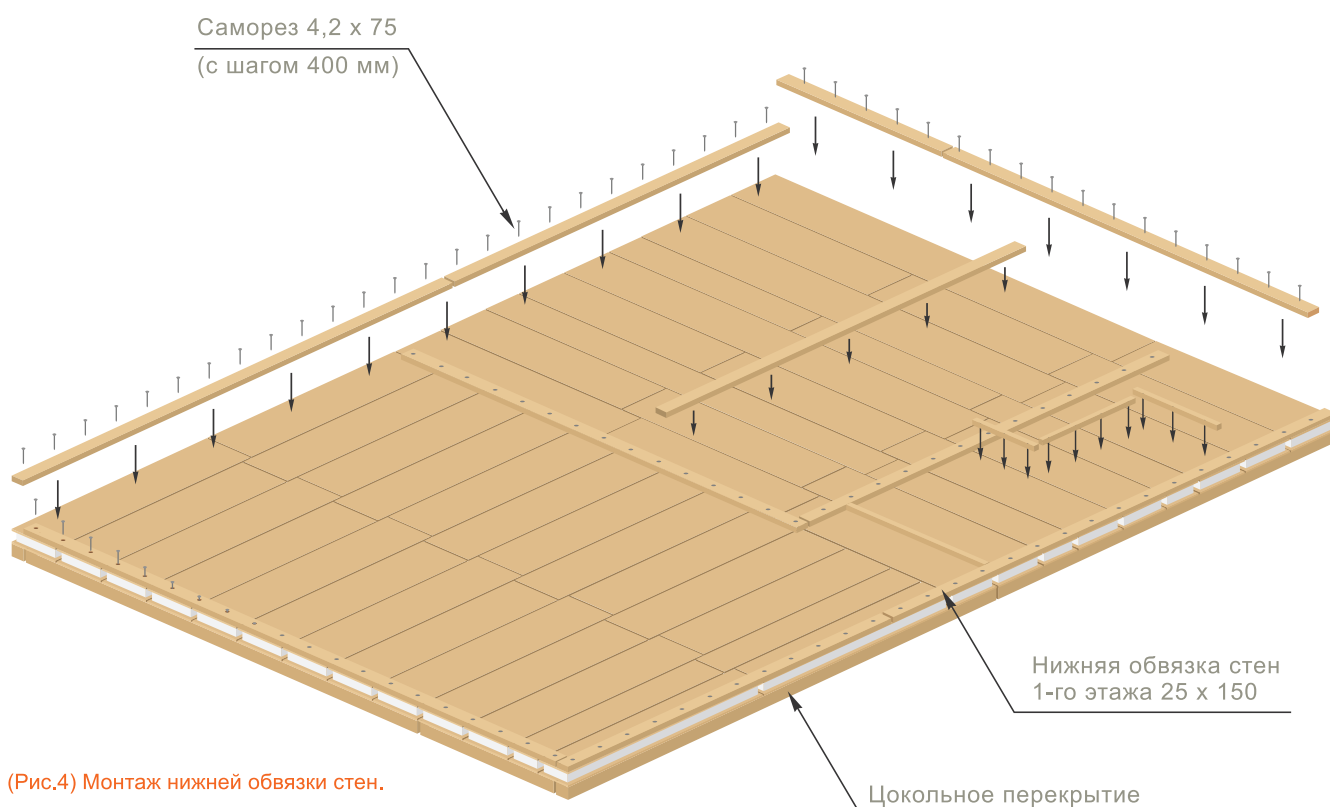 Саморез 4,2 x 75
(с шагом 400 мм)
Нижняя обвязка стен
1-го этажа 25 x 150
(Рис.4) Монтаж нижней обвязки стен.
Цокольное перекрытие